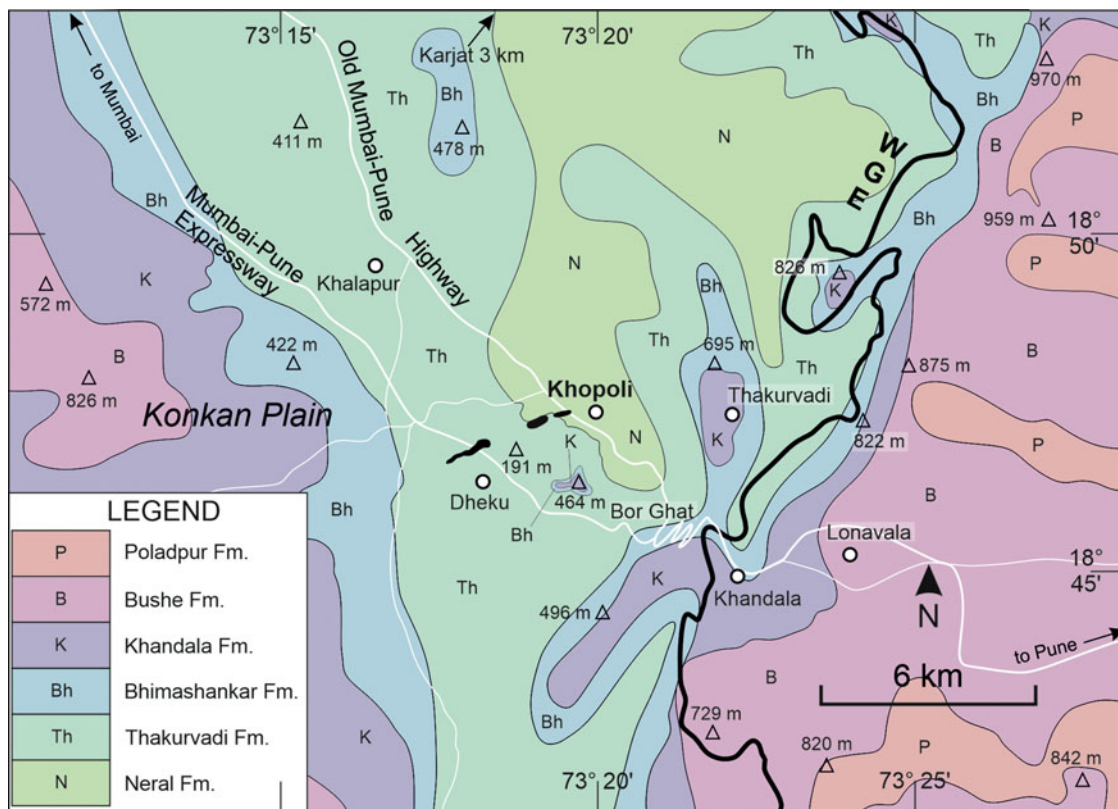 73° 15'
73° 20'
Karjat 3 km
K
Th
Th
K
970 m
to Mumbai
Old Mumbai-Pune
Highway
Th
Bh
Bh
P
411 m
478 m
N
B
WGE
Bh
Mumbai-Pune
Expressway
Bh
959 m
18°
50'
P
K
Khalapur
N
826 m
K
Bh
572 m
B
422 m
Th
Th
695 m
Th
B
875 m
826 m
Konkan Plain
Khopoli
Thakurvadi
K
N
K
822 m
P
191 m
Dheku
464 m
Bh
Bor Ghat
B
Bh
Lonavala
18°
45'
Th
K
Khandala
N
496 m
to Pune
6 km
B
Bh
729 m
K
820 m
P
842 m
73° 20'
73° 25'
LEGEND
P Poladpur Fm.
B Bushe Fm.
K Khandala Fm.
Bh Bhimashankar Fm.
Th Thakurvadi Fm.
N Neral Fm.